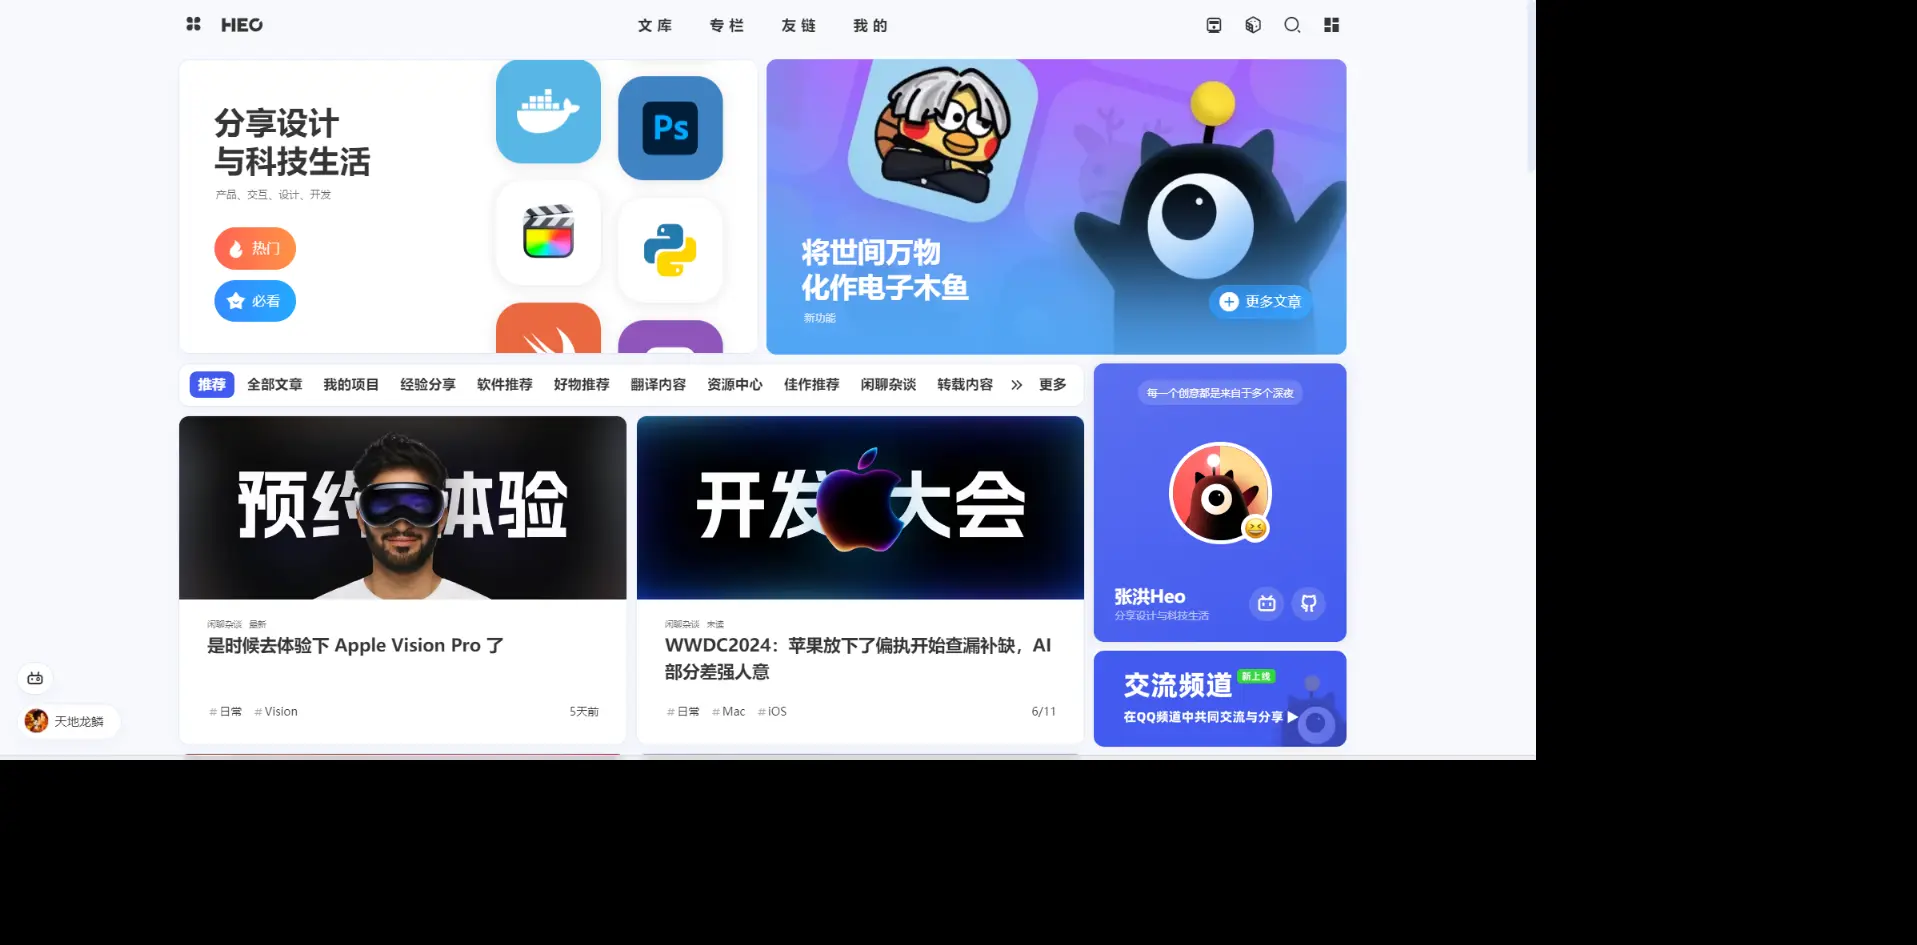 HEO
文库
专栏
友链
我的
分享设计
与科技生活
产品、交互、设计、开发
热门
必看
Ps
将世间万物
化作电子木鱼
新功能
更多文章
推荐
全部文章
我的项目
经验分享
软件推荐
好物推荐
翻译内容
资源中心
佳作推荐
闲聊杂谈
转载内容
更多
预约体验
闲聊杂谈 最新
是时候去体验下 Apple Vision Pro 了
#日常 #Vision
5天前
开发大会
闲聊杂谈 未读
WWDC2024：苹果放下了偏执开始查漏补缺，AI
部分差强人意
#日常 #Mac #iOS
6/11
每一个创意都是来自于多个深夜
张洪Heo
分享设计与科技生活
交流频道 新上线
在QQ频道中共同交流与分享
天地龙鳞